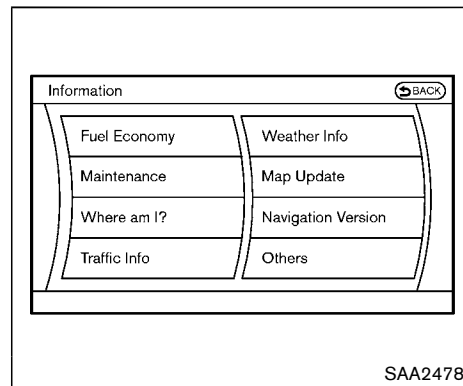 Information
BACK
Fuel Economy
Weather Info
Maintenance
Map Update
Where am I?
Navigation Version
Traffic Info
Others
SAA2478